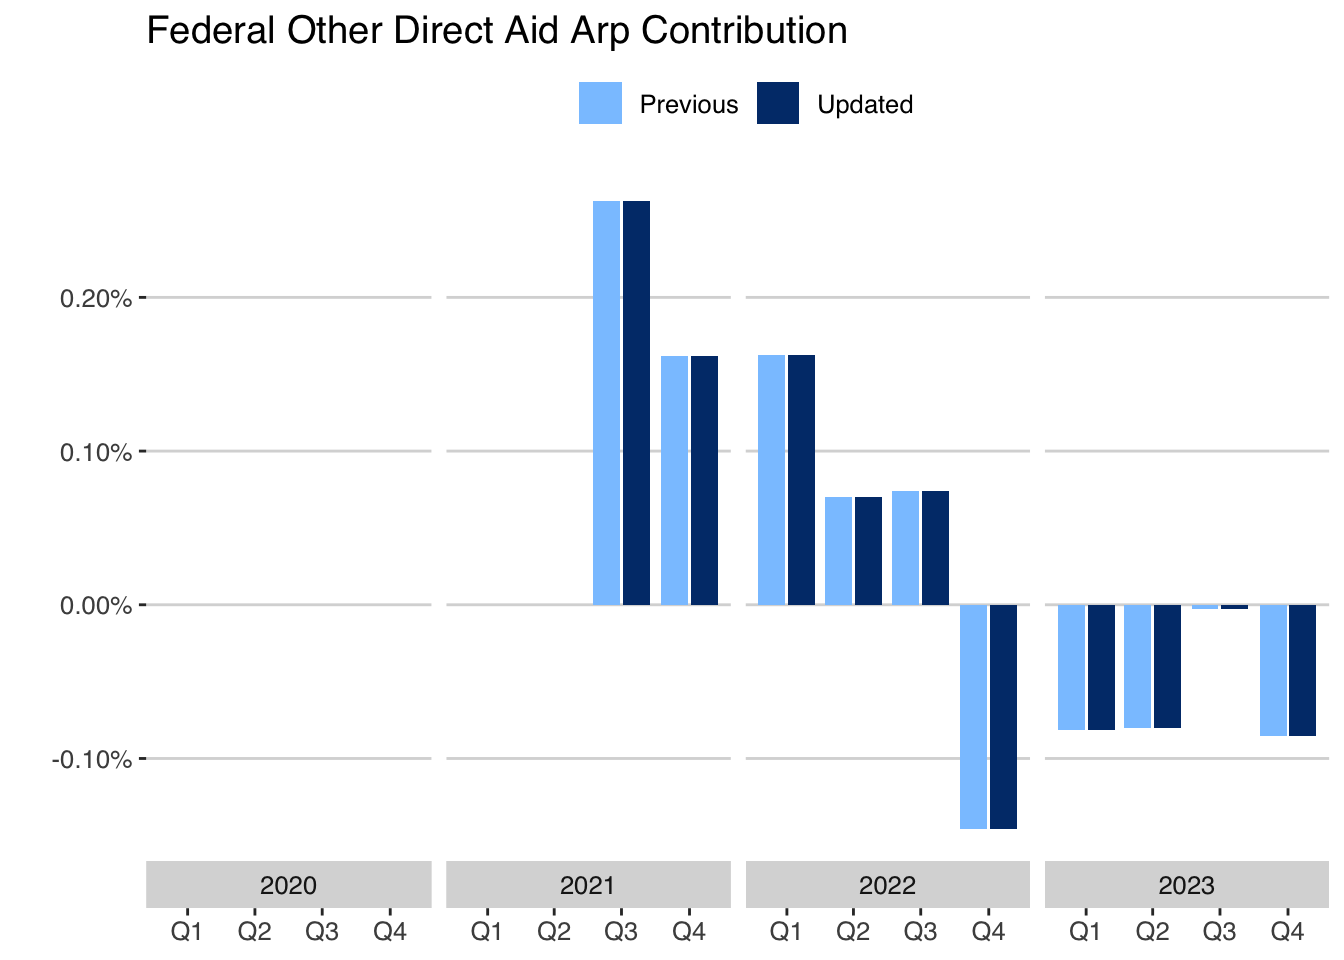 Federal Other Direct Aid Arp Contribution
Previous Updated
0.20%
0.10%
0.00%
-0.10%
2020 2021 2022 2023
Q1 Q2 Q3 Q4 Q1 Q2 Q3 Q4 Q1 Q2 Q3 Q4 Q1 Q2 Q3 Q4